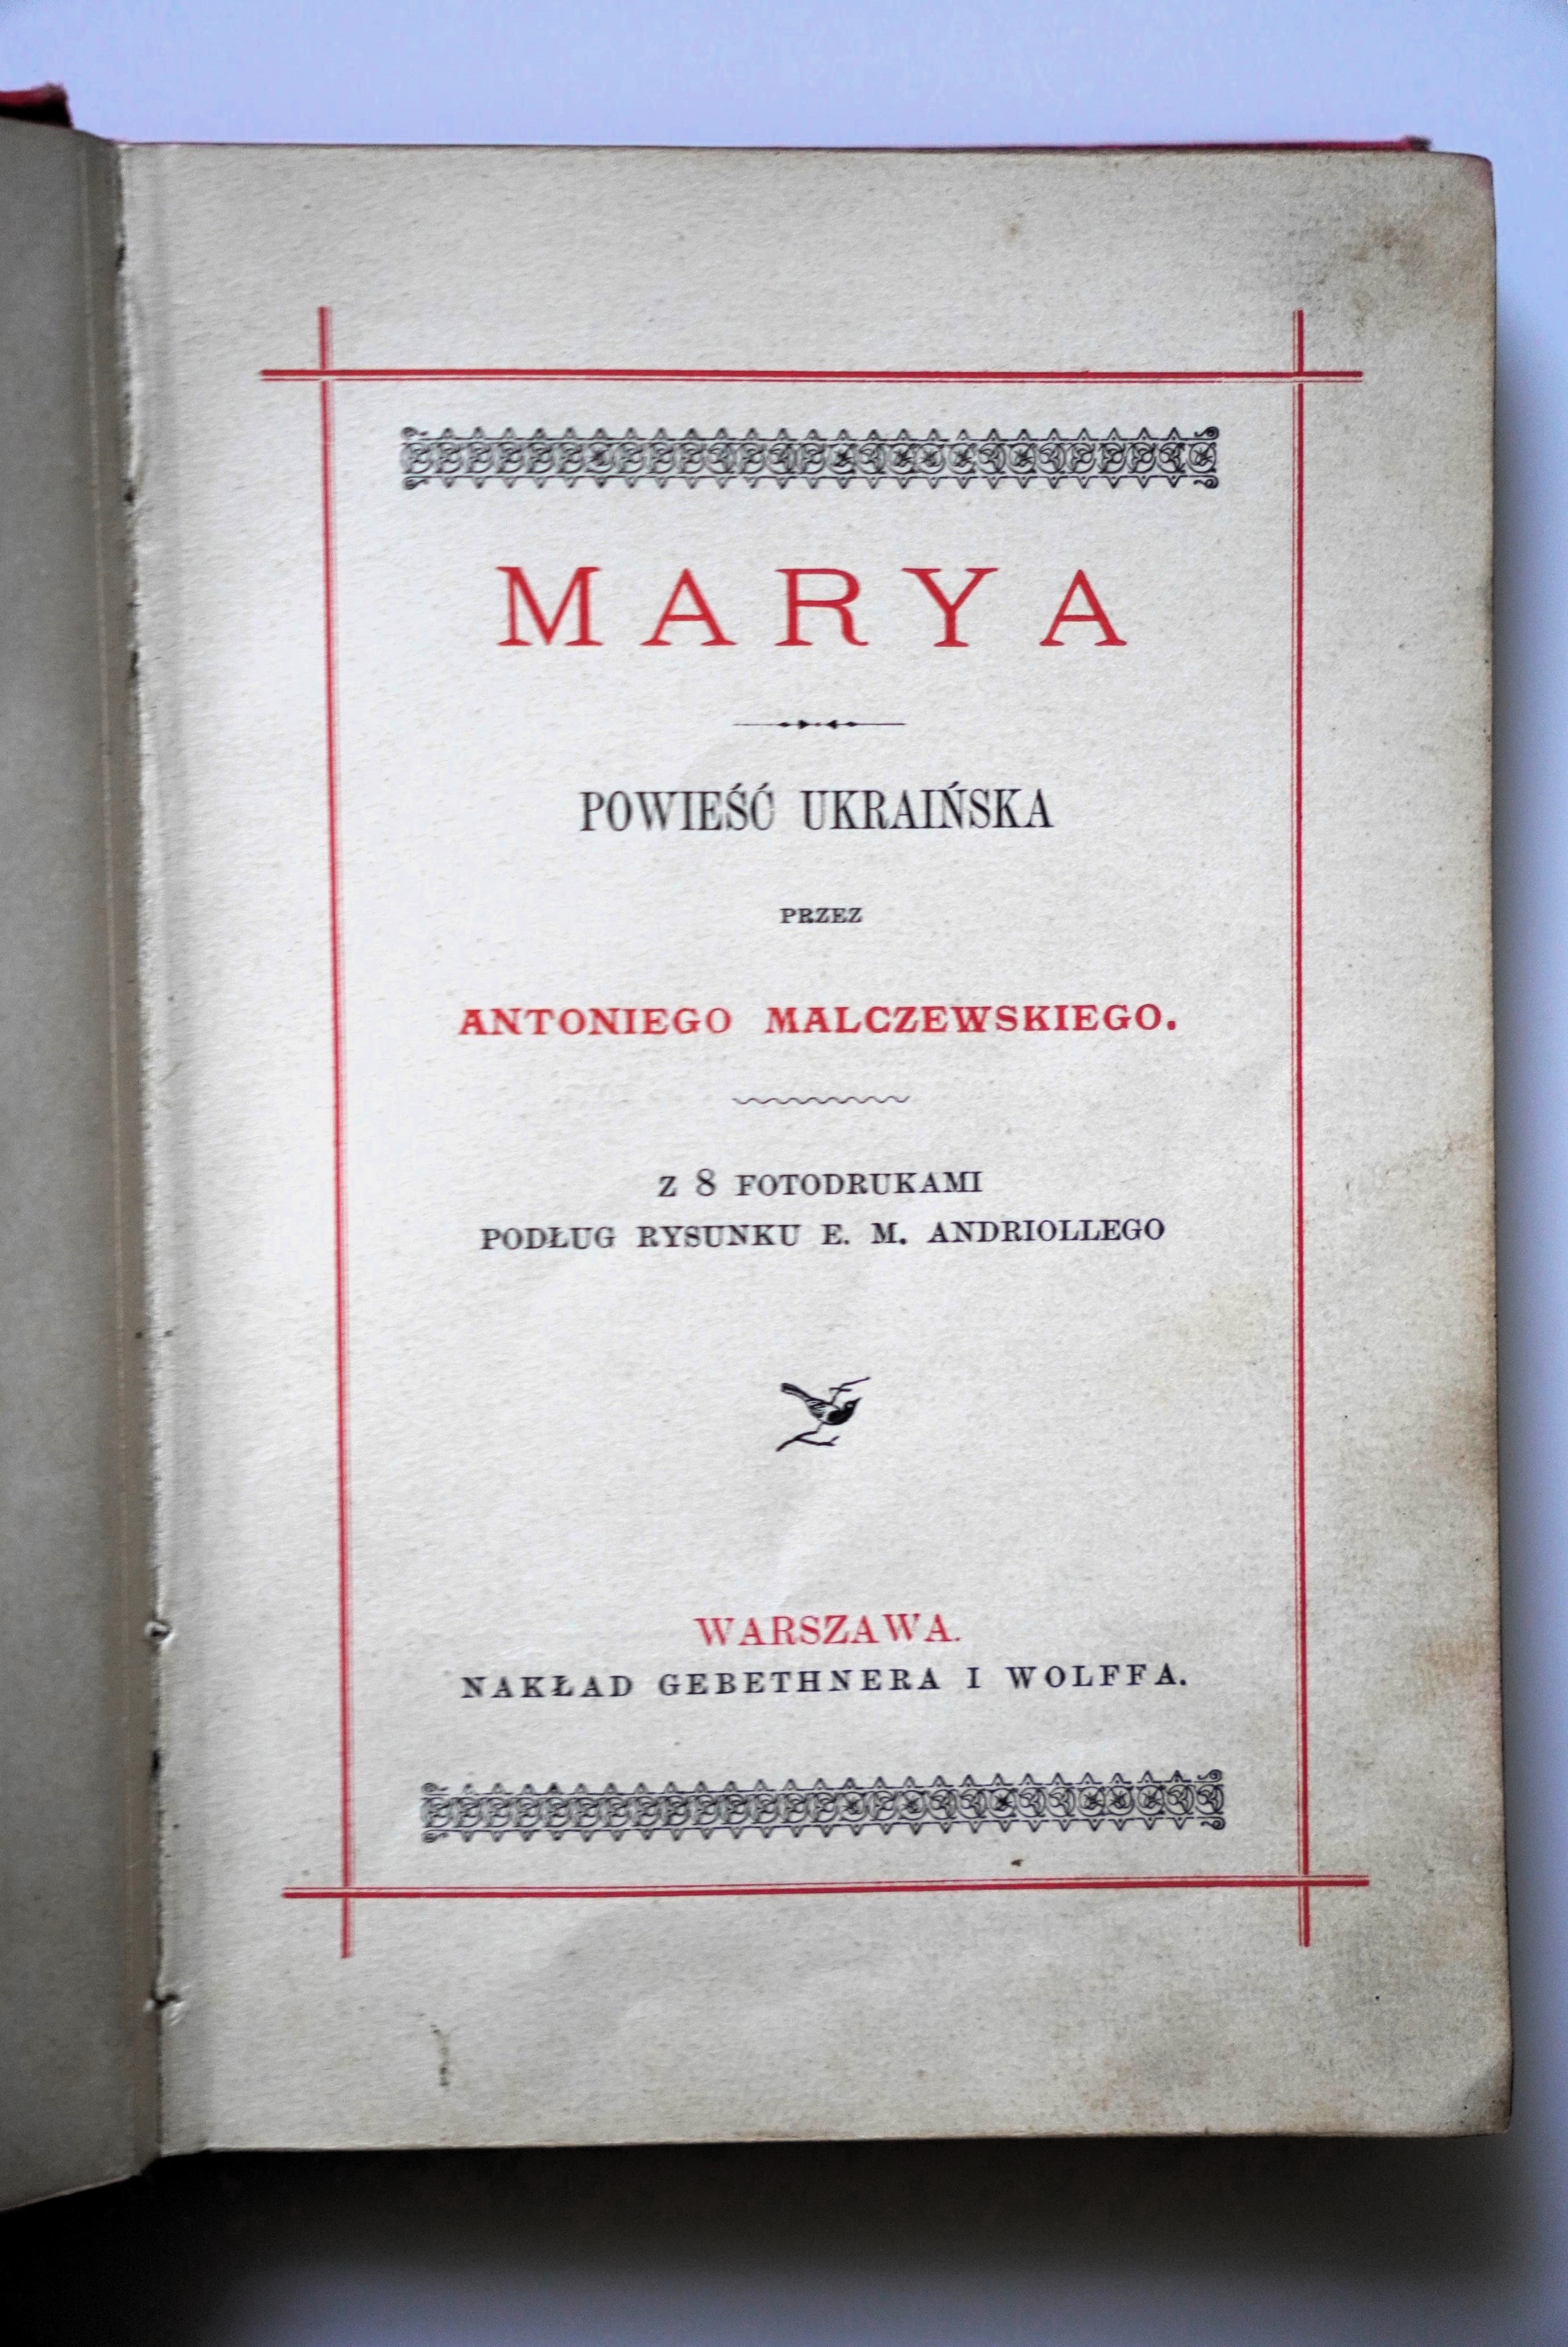 MARYA
POWIEŚĆ UKRAIŃSKA
PRZEZ
ANTONIEGO MALCZEWSKIEGO.
Z 8 FOTODRUKAMI
PODŁUG RYSUNKU E. M. ANDRIOLLEGO
WARSZAWA.
NAKŁAD GEBETHNERA I WOLFFA.